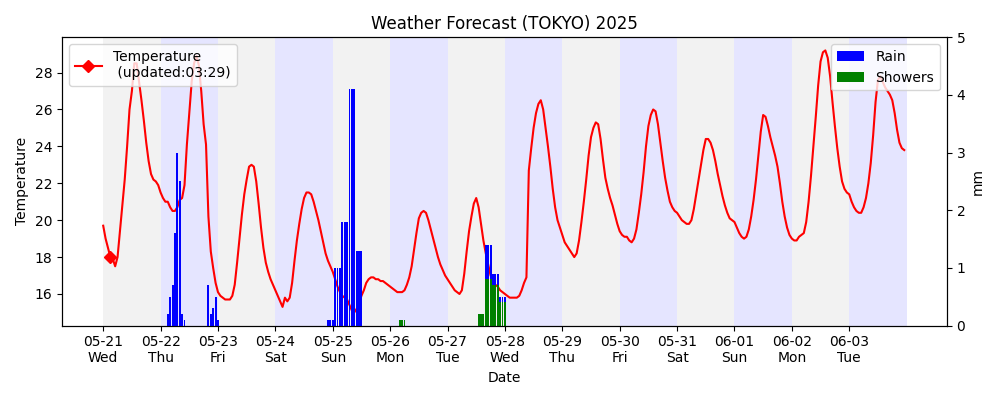 Weather Forecast (TOKYO) 2025
Temperature
(updated:03:29)
Rain
Showers
Temperature
28
26
24
22
20
18
16
5
4
3
2
1
0
mm
05-21 05-22 05-23 05-24 05-25 05-26 05-27 05-28 05-29 05-30 05-31 06-01 06-02 06-03
Wed Thu Fri Sat Sun Mon Tue Wed Thu Fri Sat Sun Mon Tue
Date